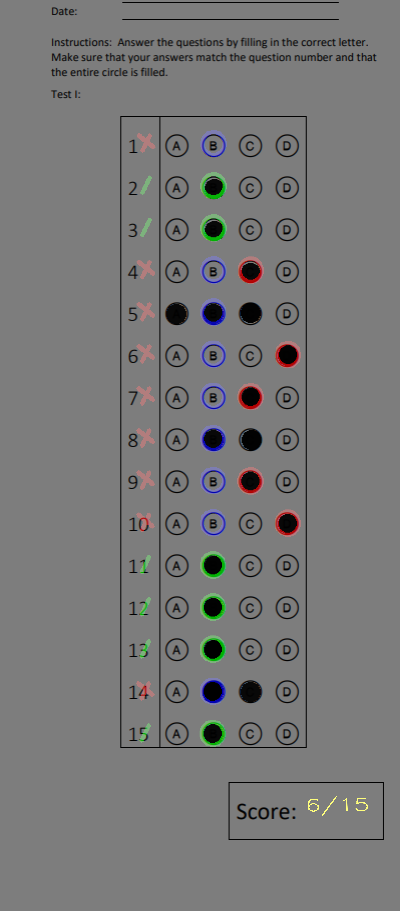 Date:
Instructions: Answer the questions by filling in the correct letter.
Make sure that your answers match the question number and that
the entire circle is filled.
Test I:
1 A B C D
2 A C D
3 A C D
4 A B D
5 D
6 A B C
7 A B D
8 A D
9 A B D
10 A B C
11 A C D
12 A C D
13 A C D
14 A D
15 A C D
Score: 6/15